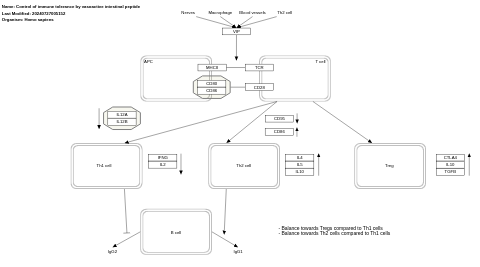 Name: Control of immune tolerance by vasoactive intestinal peptide
Last Modified: 20240727005152
Organism: Homo sapiens
Nerves Macrophage Blood vessels Th2 cell
VIP
APC
T cell
MHCII TCR
CD80
CD86
CD28
IL12A
IL12B
CD86
CD80
Th1 cell
IFNG
IL2
Th2 cell
IL4
IL5
IL10
Treg
CTLA4
IL10
TGFB
B cell
IgG2 IgG1
- Balance towards Tregs compared to Th1 cells
- Balance towards Th2 cells compared to Th1 cells